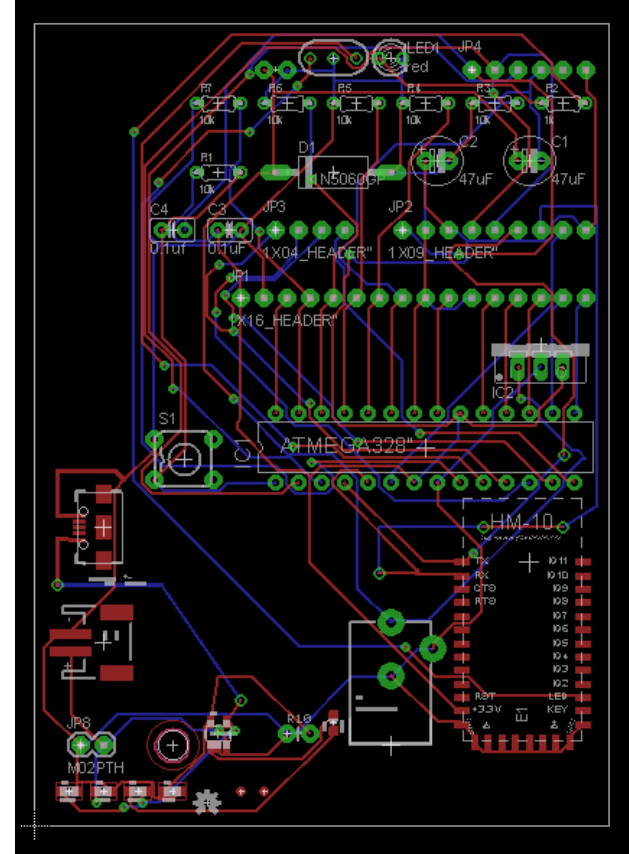 LED1 JP4
red
R7 R6 R5 R4 R3 R2
10k 10k 10k 10k 10k 1k
D1 C2 C1
R1
1N5060GP 47uF 47uF
10k
C4 C3 JP3 JP2
0.1uf 0.1uF 1X04_HEADER" 1X09_HEADER"
JP1
1X16_HEADER"
IC2
S1
IC1 ATMEGA328"
HM-10
TX IO11
RX IO10
CTS IO9
RTS IO8
IO7
IO6
IO5
IO4
IO3
IO2
RST LED
+3.3V KEY
E1
JP8 R10
M02PTH